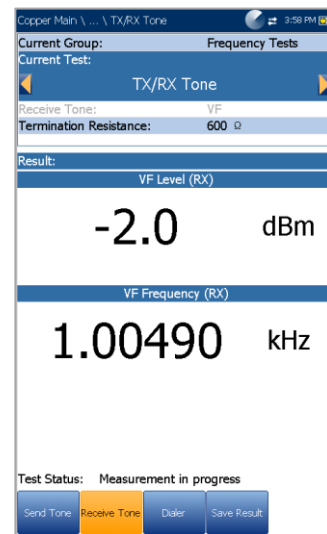 Copper Main \ ... \ TX/RX Tone 3:58 PM
Current Group: Frequency Tests
Current Test:
TX/RX Tone
Receive Tone: VF
Termination Resistance: 600 Ω
Result:
VF Level (RX)
-2.0 dBm
VF Frequency (RX)
1.00490 kHz
Test Status: Measurement in progress
Send Tone Receive Tone Dialer Save Result